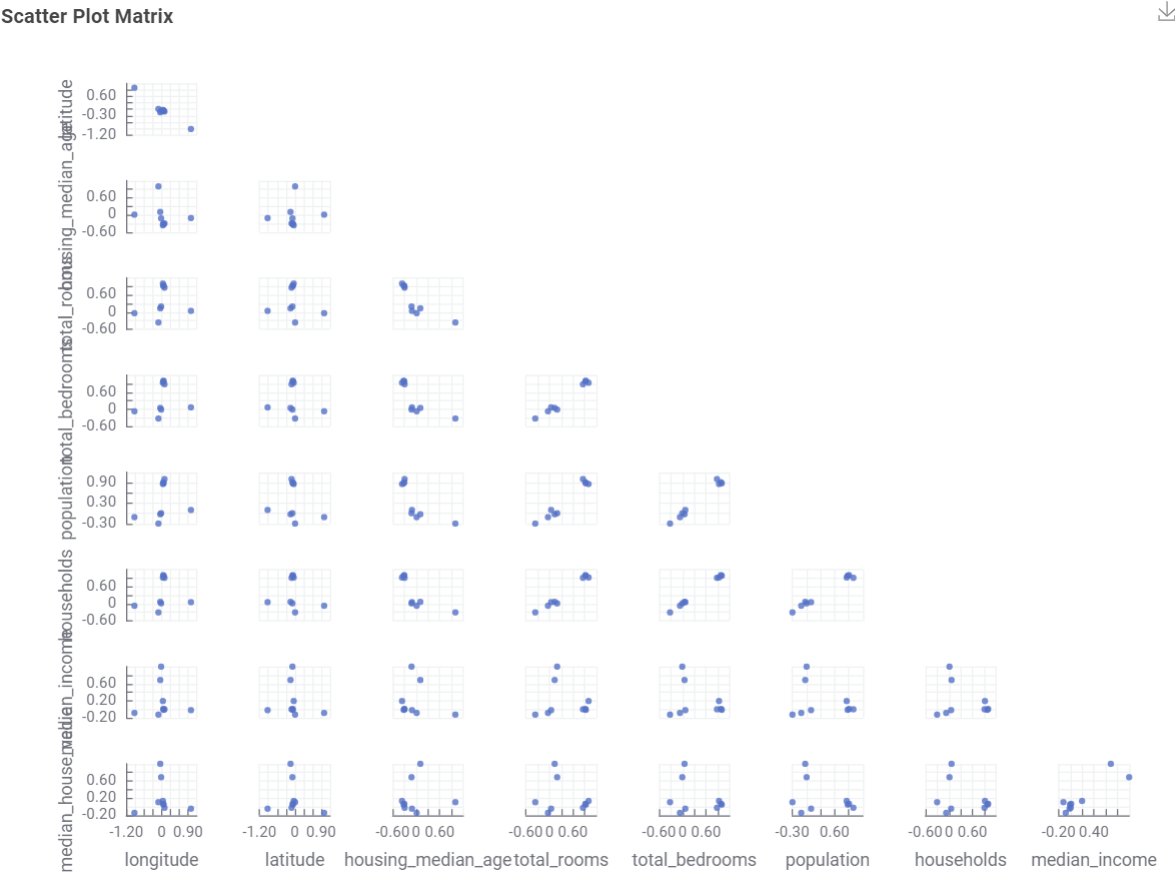 Scatter Plot Matrix
latitude
0.60
-0.30
-1.20
housing_median_age
0.60
0
-0.60
total_rooms
0.60
0
-0.60
total_bedrooms
0.60
0
-0.60
population
0.90
0.30
-0.30
households
0.60
0
-0.60
median_income
0.60
0.20
-0.20
median_house_value
0.60
0.20
-0.20
-1.20 0 0.90 -1.20 0 0.90 -0.60 0 0.60 -0.60 0 0.60 -0.60 0 0.60 -0.30 0.60 -0.60 0 0.60 -0.20 0.40
longitude latitude housing_median_age total_rooms total_bedrooms population households median_income